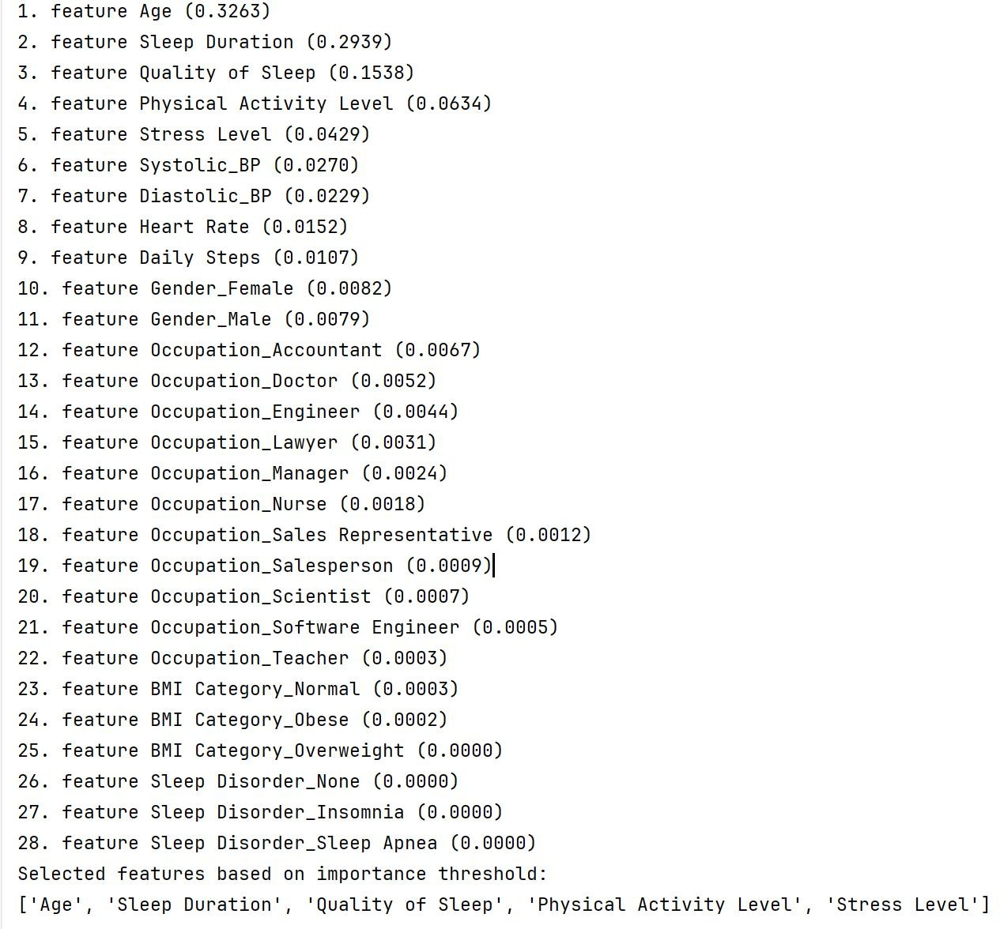 1. feature Age (0.3263)
2. feature Sleep Duration (0.2939)
3. feature Quality of Sleep (0.1538)
4. feature Physical Activity Level (0.0634)
5. feature Stress Level (0.0429)
6. feature Systolic_BP (0.0270)
7. feature Diastolic_BP (0.0229)
8. feature Heart Rate (0.0152)
9. feature Daily Steps (0.0107)
10. feature Gender_Female (0.0082)
11. feature Gender_Male (0.0079)
12. feature Occupation_Accountant (0.0067)
13. feature Occupation_Doctor (0.0052)
14. feature Occupation_Engineer (0.0044)
15. feature Occupation_Lawyer (0.0031)
16. feature Occupation_Manager (0.0024)
17. feature Occupation_Nurse (0.0018)
18. feature Occupation_Sales Representative (0.0012)
19. feature Occupation_Salesperson (0.0009)
20. feature Occupation_Scientist (0.0007)
21. feature Occupation_Software Engineer (0.0005)
22. feature Occupation_Teacher (0.0003)
23. feature BMI Category_Normal (0.0003)
24. feature BMI Category_Obese (0.0002)
25. feature BMI Category_Overweight (0.0000)
26. feature Sleep Disorder_None (0.0000)
27. feature Sleep Disorder_Insomnia (0.0000)
28. feature Sleep Disorder_Sleep Apnea (0.0000)
Selected features based on importance threshold:
['Age', 'Sleep Duration', 'Quality of Sleep', 'Physical Activity Level', 'Stress Level']